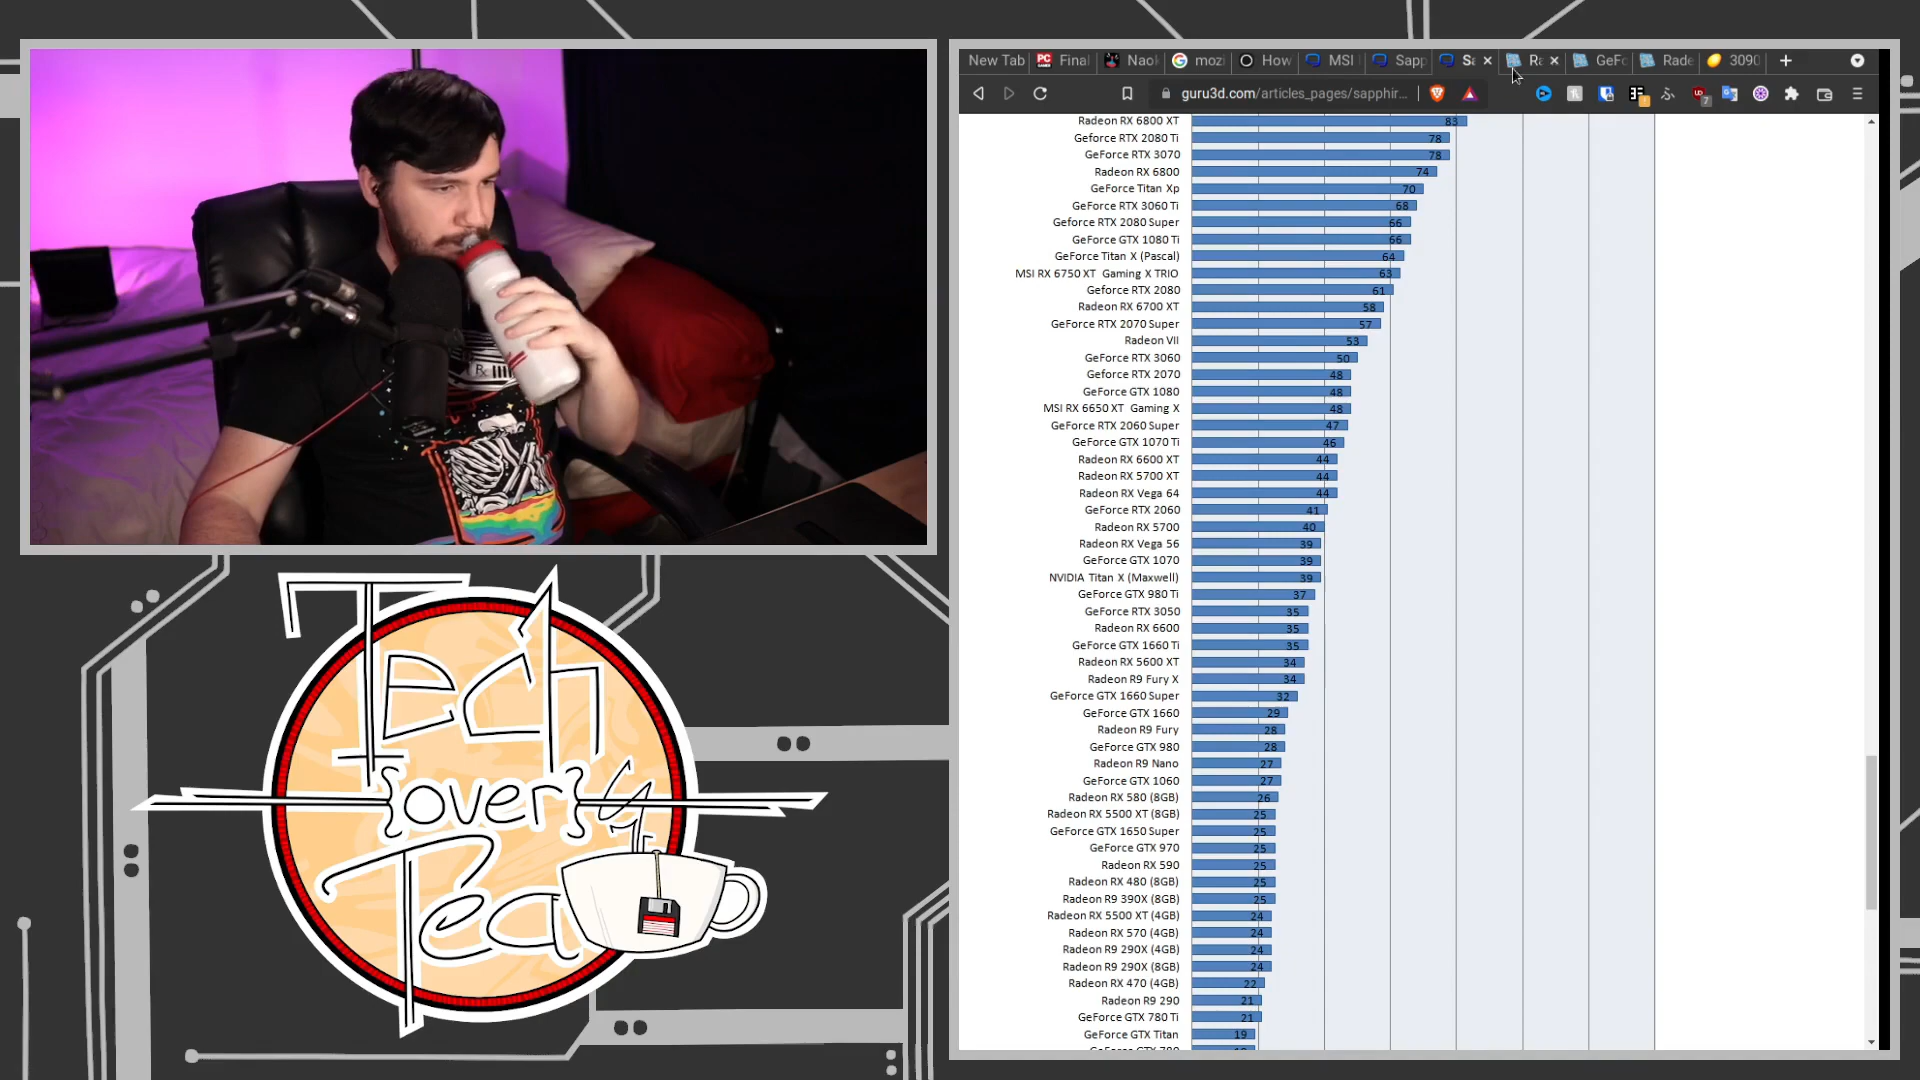 Tech
{over}
Tea
New Tab
Final
Naok
mozi
How
MSI
Sapp
Sa
Ra
GeFo
Rade
3090
guru3d.com/articles_pages/sapphir...
Radeon RX 6800 XT 83
Geforce RTX 2080 Ti 78
GeForce RTX 3070 78
Radeon RX 6800 74
GeForce Titan Xp 70
GeForce RTX 3060 Ti 68
Geforce RTX 2080 Super 66
GeForce GTX 1080 Ti 66
GeForce Titan X (Pascal) 64
MSI RX 6750 XT Gaming X TRIO 63
Geforce RTX 2080 61
Radeon RX 6700 XT 58
GeForce RTX 2070 Super 57
Radeon VII 53
GeForce RTX 3060 50
Geforce RTX 2070 48
GeForce GTX 1080 48
MSI RX 6650 XT Gaming X 48
GeForce RTX 2060 Super 47
GeForce GTX 1070 Ti 46
Radeon RX 6600 XT 44
Radeon RX 5700 XT 44
Radeon RX Vega 64 44
GeForce RTX 2060 41
Radeon RX 5700 40
Radeon RX Vega 56 39
GeForce GTX 1070 39
NVIDIA Titan X (Maxwell) 39
GeForce GTX 980 Ti 37
GeForce RTX 3050 35
Radeon RX 6600 35
GeForce GTX 1660 Ti 35
Radeon RX 5600 XT 34
Radeon R9 Fury X 34
GeForce GTX 1660 Super 32
GeForce GTX 1660 29
Radeon R9 Fury 28
GeForce GTX 980 28
Radeon R9 Nano 27
GeForce GTX 1060 27
Radeon RX 580 (8GB) 26
Radeon RX 5500 XT (8GB) 25
GeForce GTX 1650 Super 25
GeForce GTX 970 25
Radeon RX 590 25
Radeon RX 480 (8GB) 25
Radeon R9 390X (8GB) 25
Radeon RX 5500 XT (4GB) 24
Radeon RX 570 (4GB) 24
Radeon R9 290X (4GB) 24
Radeon R9 290X (8GB) 24
Radeon RX 470 (4GB) 22
Radeon R9 290 21
GeForce GTX 780 Ti 21
GeForce GTX Titan 19